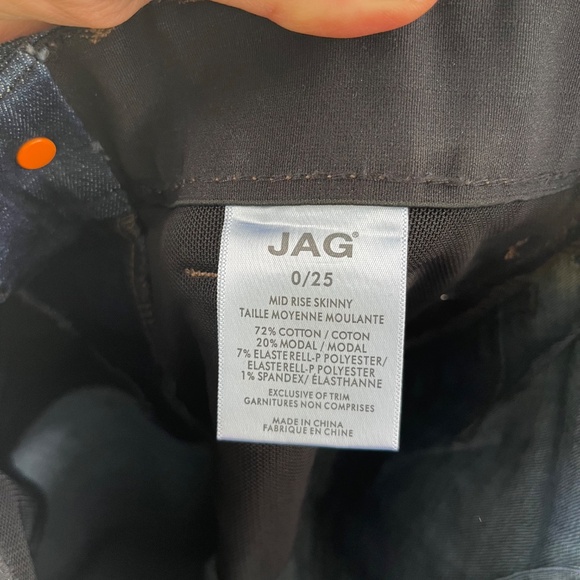 JAG®
0/25
MID RISE SKINNY
TAILLE MOYENNE MOULANTE
72% COTTON / COTON
20% MODAL / MODAL
7% ELASTERELL-P POLYESTER/
ELASTERELL-P POLYESTER
1% SPANDEX/ ÉLASTHANNE
EXCLUSIVE OF TRIM
GARNITURES NON COMPRISES
MADE IN CHINA
FABRIQUE EN CHINE